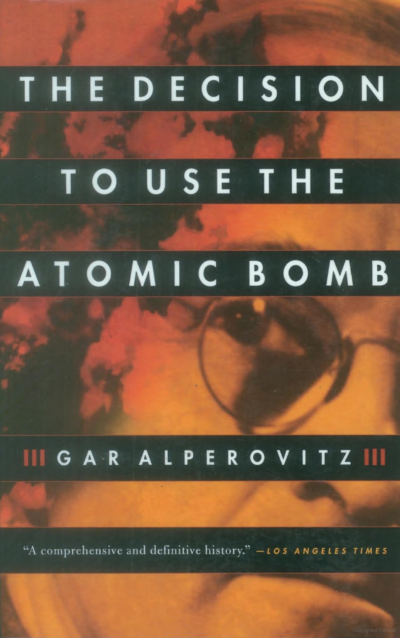 THE DECISION
TO USE THE
ATOMIC BOMB
GAR ALPEROVITZ
"A comprehensive and definitive history." —LOS ANGELES TIMES